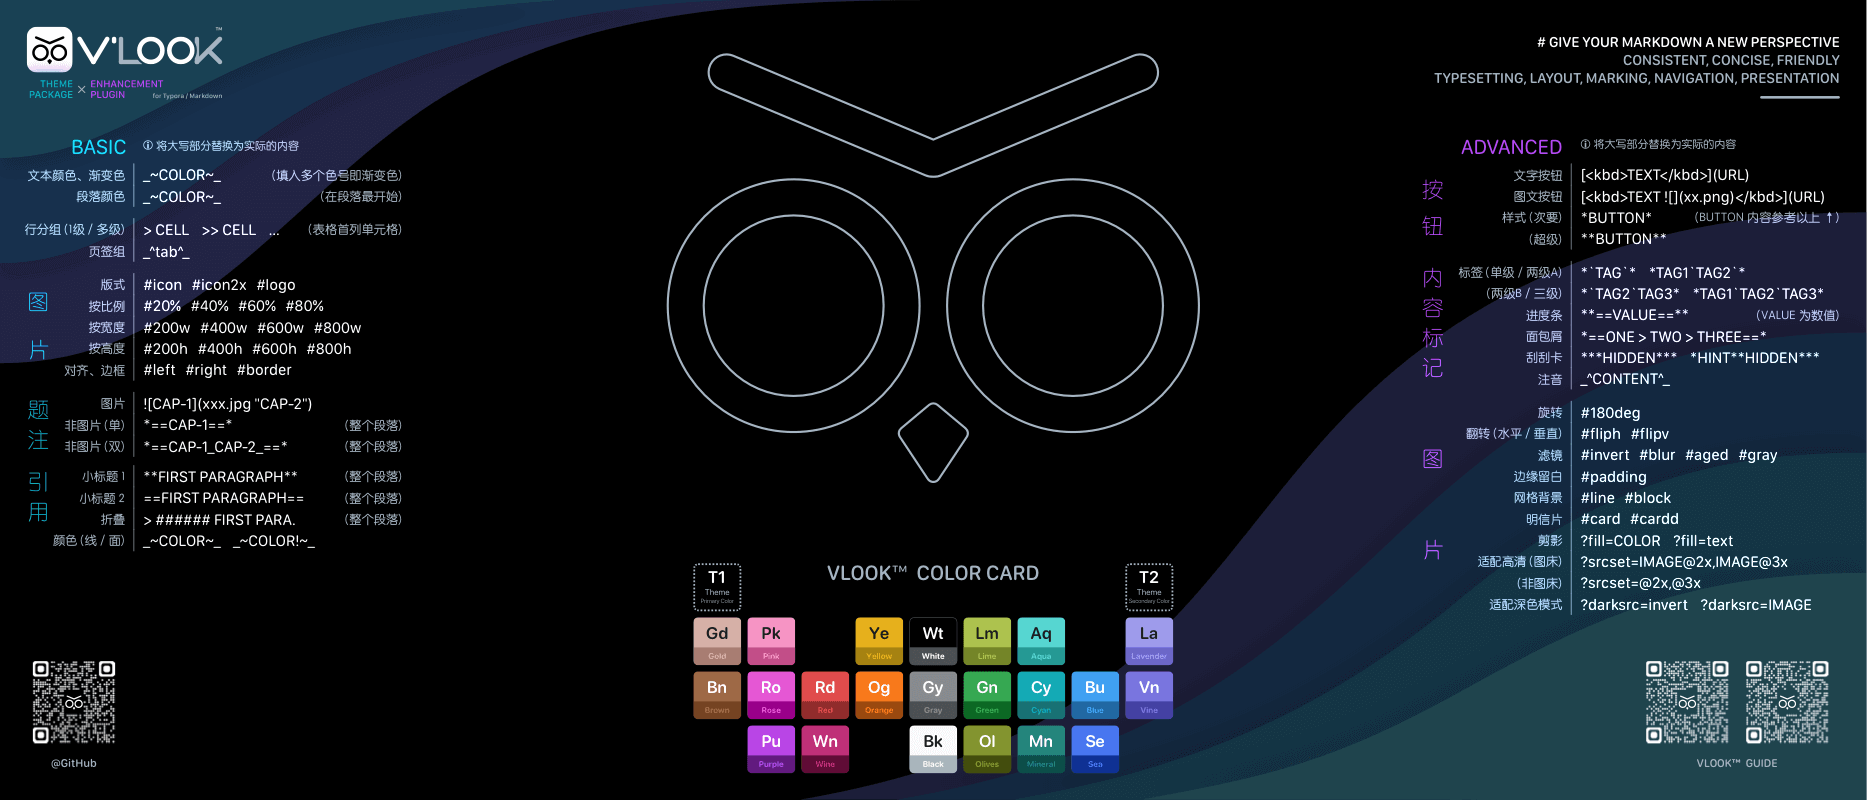 V'LOOK™
THEME PACKAGE × ENHANCEMENT PLUGIN
for Typora / Markdown
# GIVE YOUR MARKDOWN A NEW PERSPECTIVE
CONSISTENT, CONCISE, FRIENDLY
TYPESETTING, LAYOUT, MARKING, NAVIGATION, PRESENTATION
BASIC ⓘ 将大写部分替换为实际的内容
文本颜色、渐变色 _~COLOR~_ （填入多个色号即渐变色）
段落颜色 _~COLOR~_ （在段落最开始）
行分组 (1级 / 多级) > CELL >> CELL ... （表格首列单元格）
页签组 _^tab^_
图片
版式 #icon #icon2x #logo
按比例 #20% #40% #60% #80%
按宽度 #200w #400w #600w #800w
按高度 #200h #400h #600h #800h
对齐、边框 #left #right #border
题注
图片 ![CAP-1](xxx.jpg "CAP-2")
非图片 (单) *==CAP-1==* （整个段落）
非图片 (双) *==CAP-1_CAP-2_==* （整个段落）
引用
小标题 1 **FIRST PARAGRAPH** （整个段落）
小标题 2 ==FIRST PARAGRAPH== （整个段落）
折叠 > ###### FIRST PARA. （整个段落）
颜色 (线 / 面) _~COLOR~_ _~COLOR!~_
@GitHub
VLOOK™ COLOR CARD
T1 Theme Primary Color
T2 Theme Secondary Color
Gd Gold
Pk Pink
Ye Yellow
Wt White
Lm Lime
Aq Aqua
La Lavender
Bn Brown
Ro Rose
Rd Red
Og Orange
Gy Gray
Gn Green
Cy Cyan
Bu Blue
Vn Vine
Pu Purple
Wn Wine
Bk Black
Ol Olives
Mn Mineral
Se Sea
ADVANCED ⓘ 将大写部分替换为实际的内容
按钮
文字按钮 [<kbd>TEXT</kbd>](URL)
图文按钮 [<kbd>TEXT ![](xx.png)</kbd>](URL)
样式 (次要) *BUTTON* （BUTTON 内容参考以上 ↑）
(超级) **BUTTON**
内容标记
标签 (单级 / 两级A) *`TAG`* *TAG1`TAG2`*
(两级B / 三级) *`TAG2`TAG3* *TAG1`TAG2`TAG3*
进度条 **==VALUE==** （VALUE 为数值）
面包屑 *==ONE > TWO > THREE==*
刮刮卡 ***HIDDEN*** *HINT**HIDDEN***
注音 _^CONTENT^_
图片
旋转 #180deg
翻转 (水平 / 垂直) #fliph #flipv
滤镜 #invert #blur #aged #gray
边缘留白 #padding
网格背景 #line #block
明信片 #card #cardd
剪影 ?fill=COLOR ?fill=text
适配高清 (图床) ?srcset=IMAGE@2x,IMAGE@3x
(非图床) ?srcset=@2x,@3x
适配深色模式 ?darksrc=invert ?darksrc=IMAGE
VLOOK™ GUIDE